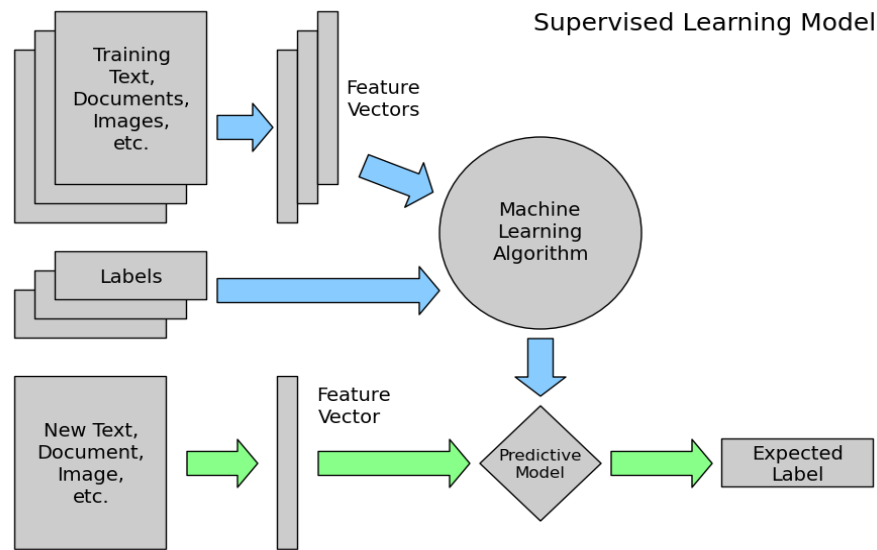 Supervised Learning Model
Training
Text,
Documents,
Images,
etc.
Feature
Vectors
Machine
Learning
Algorithm
Labels
New Text,
Document,
Image,
etc.
Feature
Vector
Predictive
Model
Expected
Label